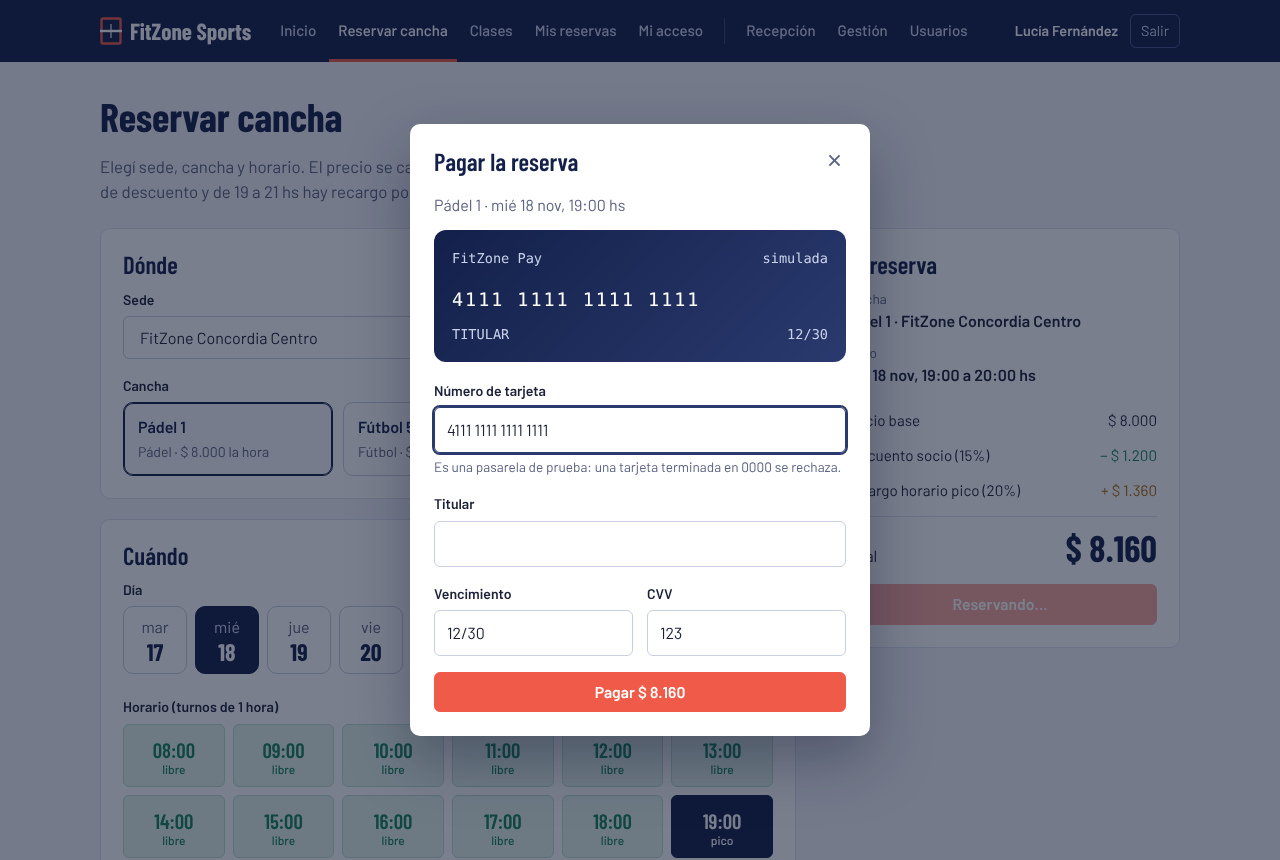 FitZone Sports
Inicio
Reservar cancha
Clases
Mis reservas
Mi acceso
Recepción
Gestión
Usuarios
Lucía Fernández
Salir
Reservar cancha
Elegí sede, cancha y horario. El precio se ca
de descuento y de 19 a 21 hs hay recargo po
Dónde
Sede
FitZone Concordia Centro
Cancha
Pádel 1
Pádel · $ 8.000 la hora
Fútbol 5
Fútbol · $
Cuándo
Día
mar
17
mié
18
jue
19
vie
20
Horario (turnos de 1 hora)
08:00
libre
09:00
libre
10:00
libre
11:00
libre
12:00
libre
13:00
libre
14:00
libre
15:00
libre
16:00
libre
17:00
libre
18:00
libre
19:00
pico
Pagar la reserva
×
Pádel 1 · mié 18 nov, 19:00 hs
FitZone Pay
simulada
4111 1111 1111 1111
TITULAR
12/30
Número de tarjeta
4111 1111 1111 1111
Es una pasarela de prueba: una tarjeta terminada en 0000 se rechaza.
Titular
Vencimiento
12/30
CVV
123
Pagar $ 8.160
reserva
cha
el 1 · FitZone Concordia Centro
18 nov, 19:00 a 20:00 hs
cio base
$ 8.000
cuento socio (15%)
− $ 1.200
argo horario pico (20%)
+ $ 1.360
al
$ 8.160
Reservando…